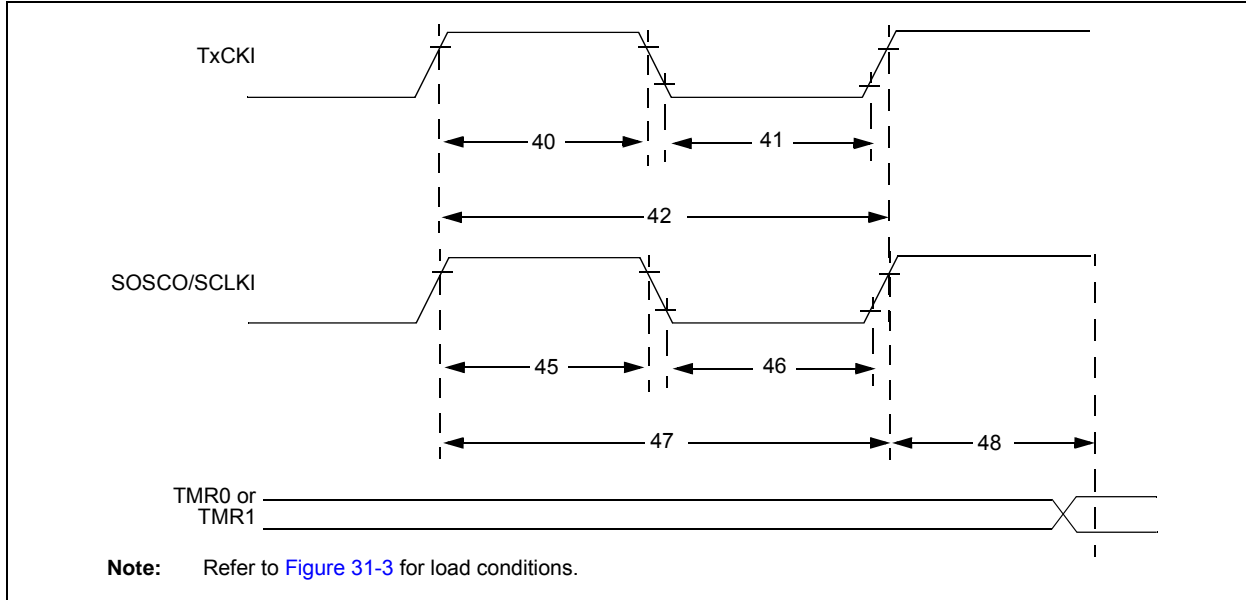 TxCKI
40
41
42
SOSCO/SCLKI
45
46
47
48
TMR0 or
TMR1
Note: Refer to Figure 31-3 for load conditions.